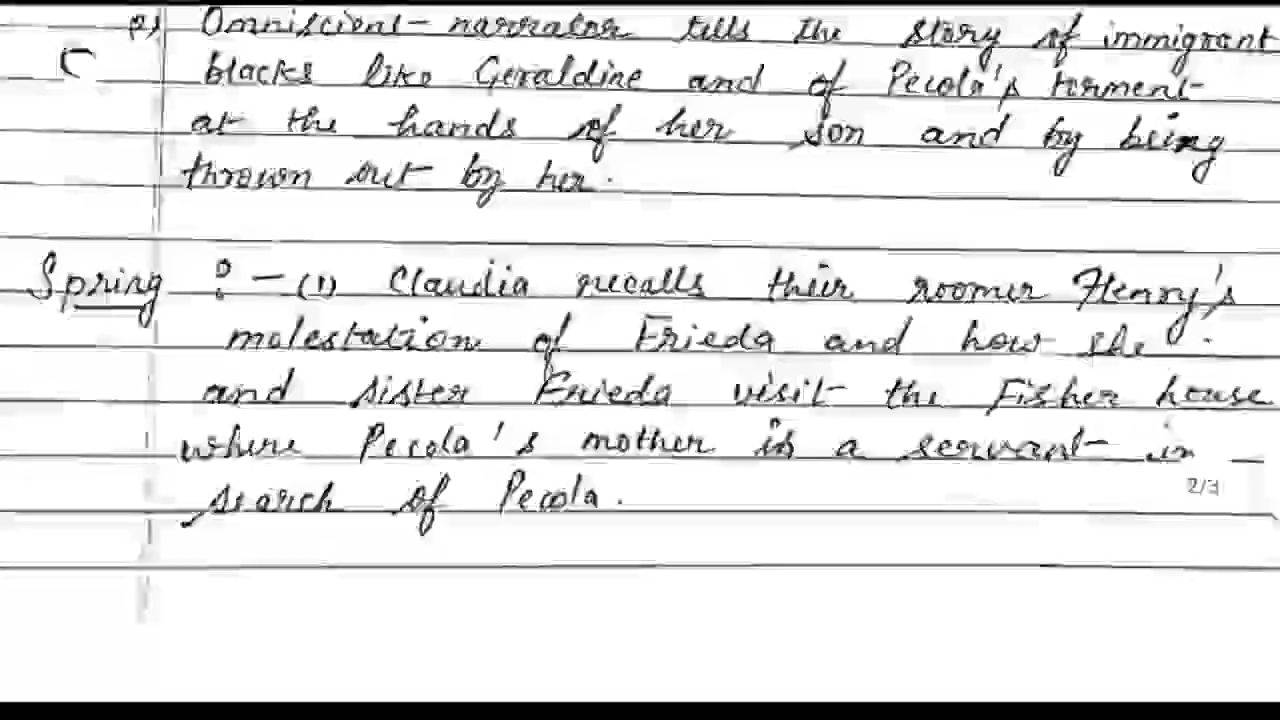 2) Omniscient narrator tells the story of immigrant
blacks like Geraldine and of Pecola's torment
at the hands of her son and by being
thrown out by her.
Spring :- (1) Claudia recalls their roomer Henry's
molestation of Frieda and how she
and sister Frieda visit the Fisher house
where Pecola's mother is a servant in
search of Pecola.
2/3